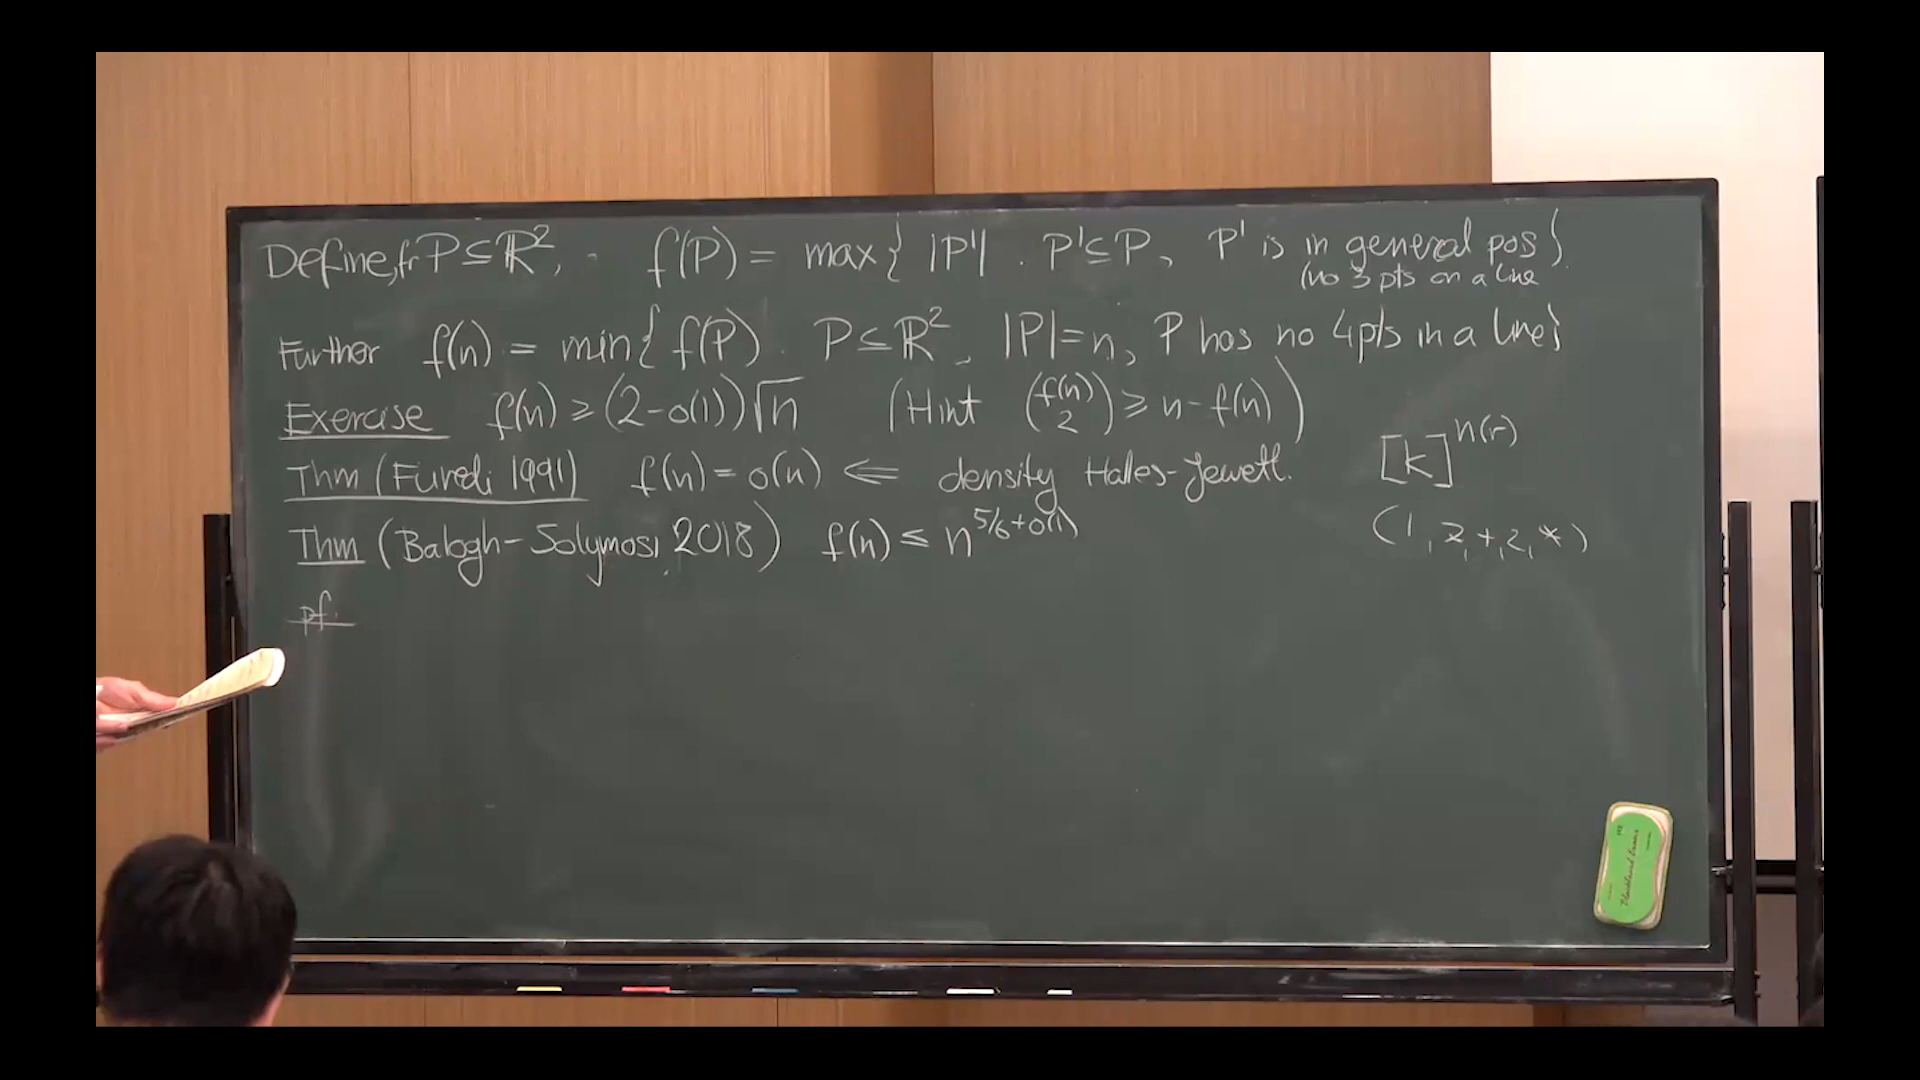 Define, fr P ⊆ ℝ², f(P) = max{ |P'| . P' ⊆ P, P' is in general pos}
(no 3 pts on a line
Further f(n) = min{ f(P) . P ⊆ ℝ², |P| = n, P has no 4 pts in a line}
Exercise f(n) ≥ (2-o(1))√n (Hint (f(n) 2) ≥ n - f(n))
Thm (Furedi 1991) f(n) = o(n) ⇐ density Hales-Jewett.
[k]^n(r)
Thm (Balogh-Solymosi, 2018) f(n) ≤ n^5/6+o(1)
(1, 2, *, 2, *)
pf.